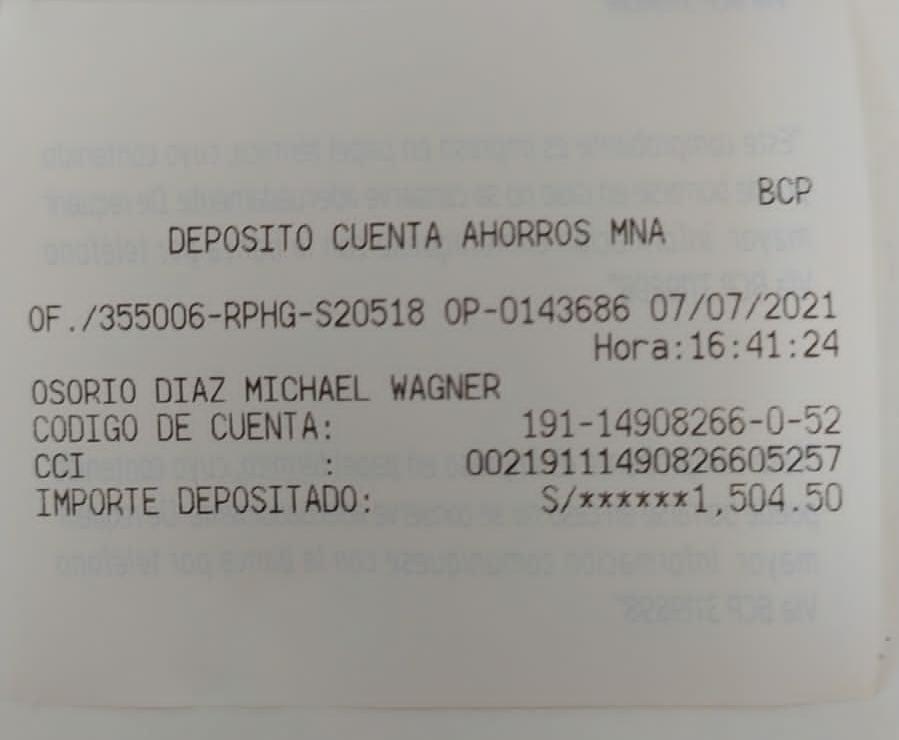 BCP
DEPOSITO CUENTA AHORROS MNA
OF./355006-RPHG-S20518 OP-0143686 07/07/2021
Hora:16:41:24
OSORIO DIAZ MICHAEL WAGNER
CODIGO DE CUENTA: 191-14908266-0-52
CCI : 00219111490826605257
IMPORTE DEPOSITADO: S/******1,504.50